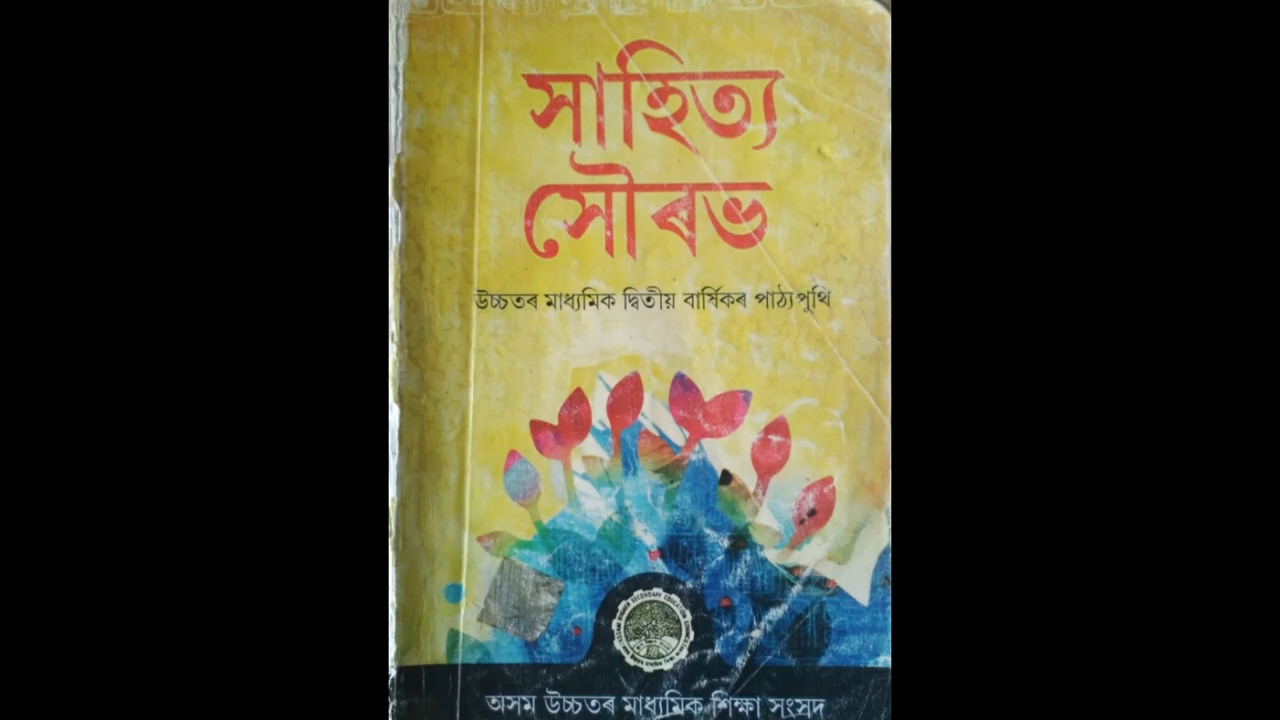 সাহিত্য
সৌৰভ
উচ্চতৰ মাধ্যমিক দ্বিতীয় বাৰ্ষিকৰ পাঠ্যপুথি
অসম উচ্চতৰ মাধ্যমিক শিক্ষা সংসদ